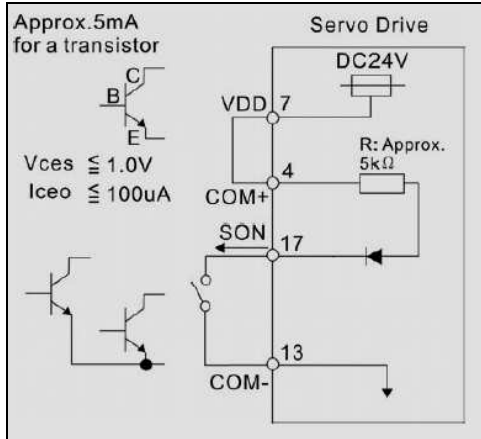 Approx.5mA
for a transistor
Servo Drive
DC24V
C
B
E
VDD 7
R: Approx.
5kΩ
Vces ≦ 1.0V
Iceo ≦ 100uA
4
COM+
SON
17
13
COM-